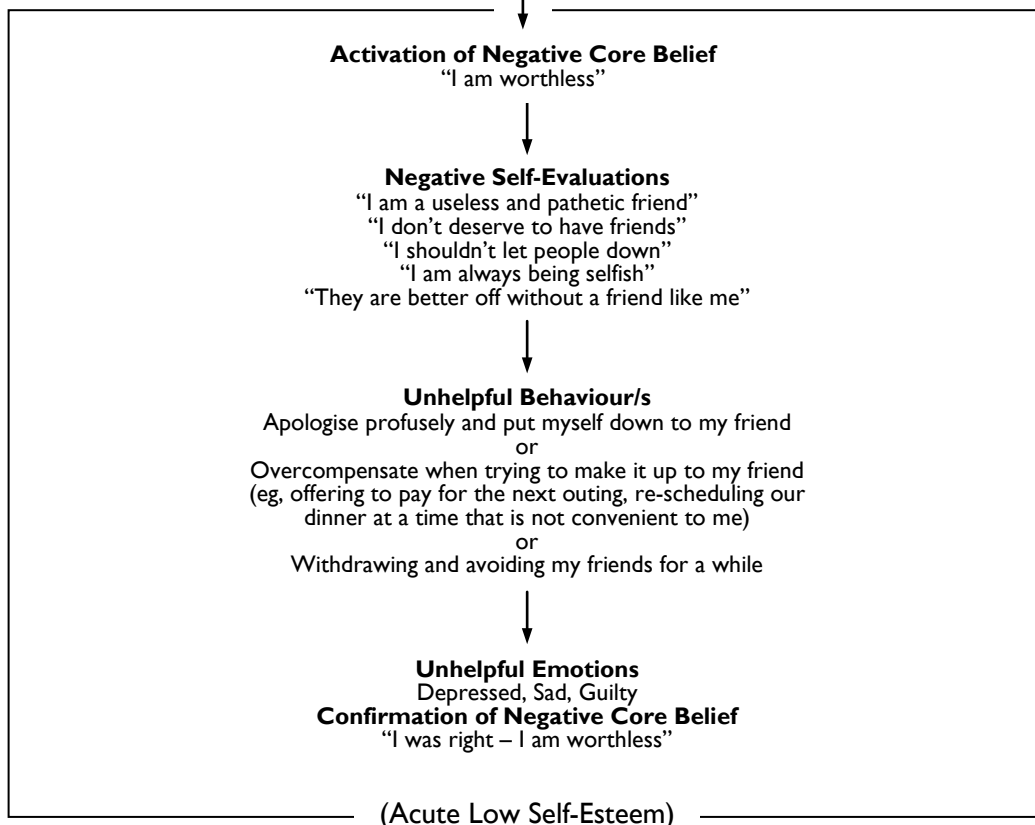 Activation of Negative Core Belief
“I am worthless”
Negative Self-Evaluations
“I am a useless and pathetic friend”
“I don’t deserve to have friends”
“I shouldn’t let people down”
“I am always being selfish”
“They are better off without a friend like me”
Unhelpful Behaviour/s
Apologise profusely and put myself down to my friend
or
Overcompensate when trying to make it up to my friend
(eg, offering to pay for the next outing, re-scheduling our
dinner at a time that is not convenient to me)
or
Withdrawing and avoiding my friends for a while
Unhelpful Emotions
Depressed, Sad, Guilty
Confirmation of Negative Core Belief
“I was right – I am worthless”
(Acute Low Self-Esteem)